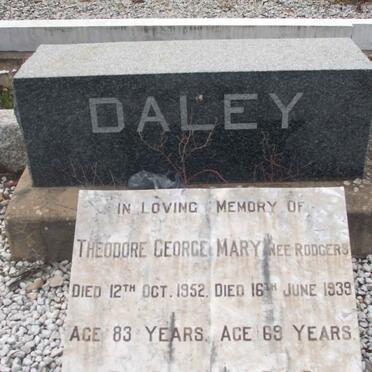 DALEY
IN LOVING MEMORY OF
THEODORE GEORGE MARY NEE RODGERS
DIED 12TH OCT. 1952. DIED 16TH JUNE 1939
AGE 83 YEARS. AGE 69 YEARS.